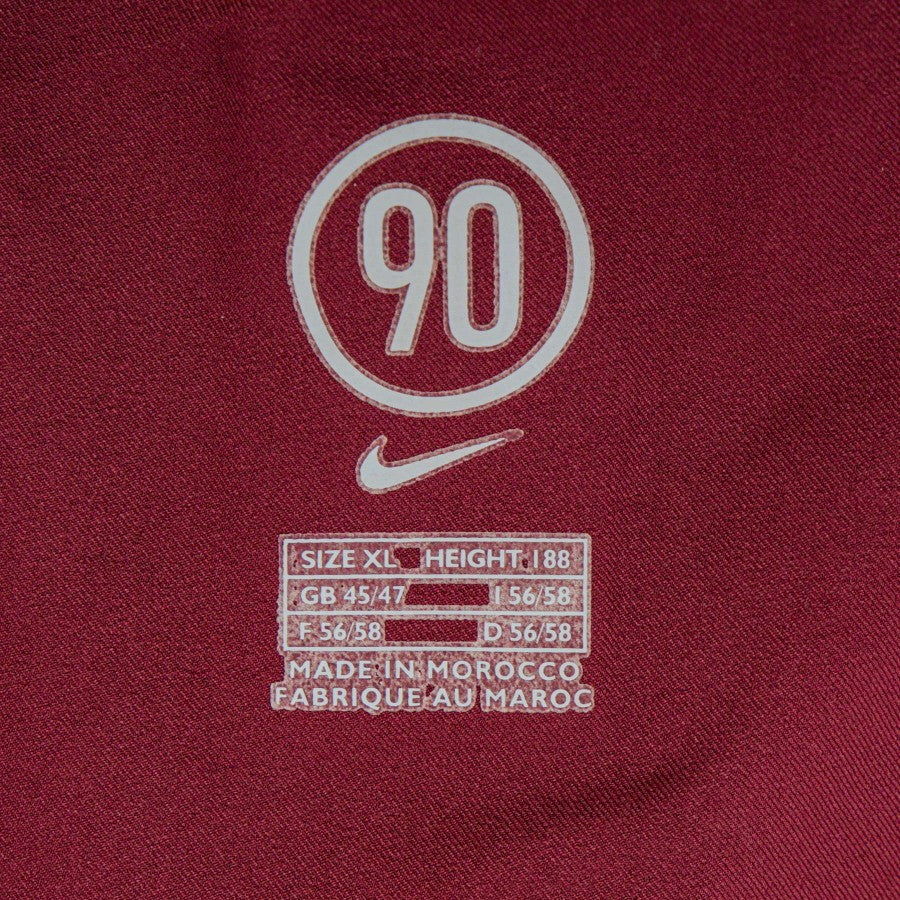 90
SIZE XL HEIGHT 188
GB 45/47 I 56/58
F 56/58 D 56/58
MADE IN MOROCCO
FABRIQUE AU MAROC